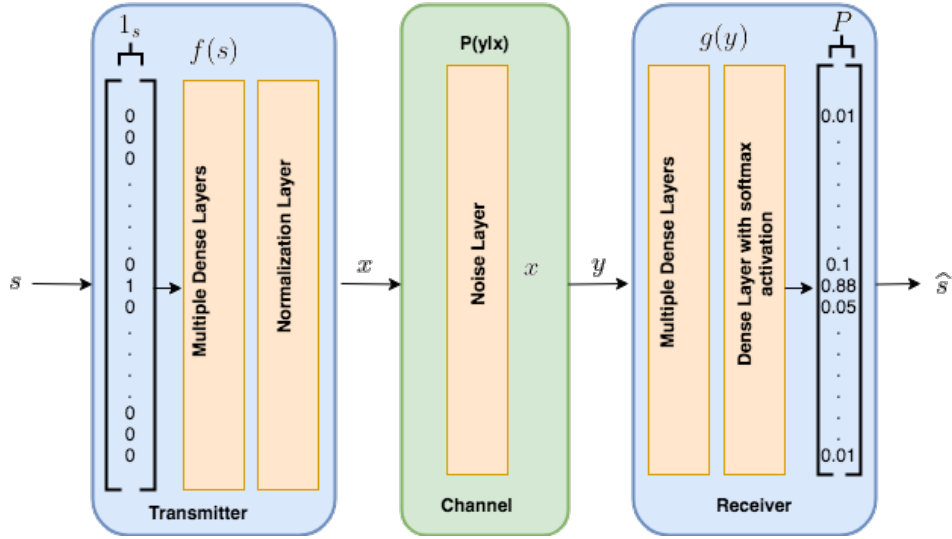 s
1_s
f(s)
0
0
0
.
.
.
.
0
1
0
.
.
.
.
0
0
0
Multiple Dense Layers
Normalization Layer
Transmitter
x
P(y|x)
Noise Layer
x
Channel
y
g(y)
Multiple Dense Layers
Dense Layer with softmax
activation
P
0.01
.
.
.
.
.
.
0.1
0.88
0.05
.
.
.
.
.
.
0.01
Receiver
ŝ